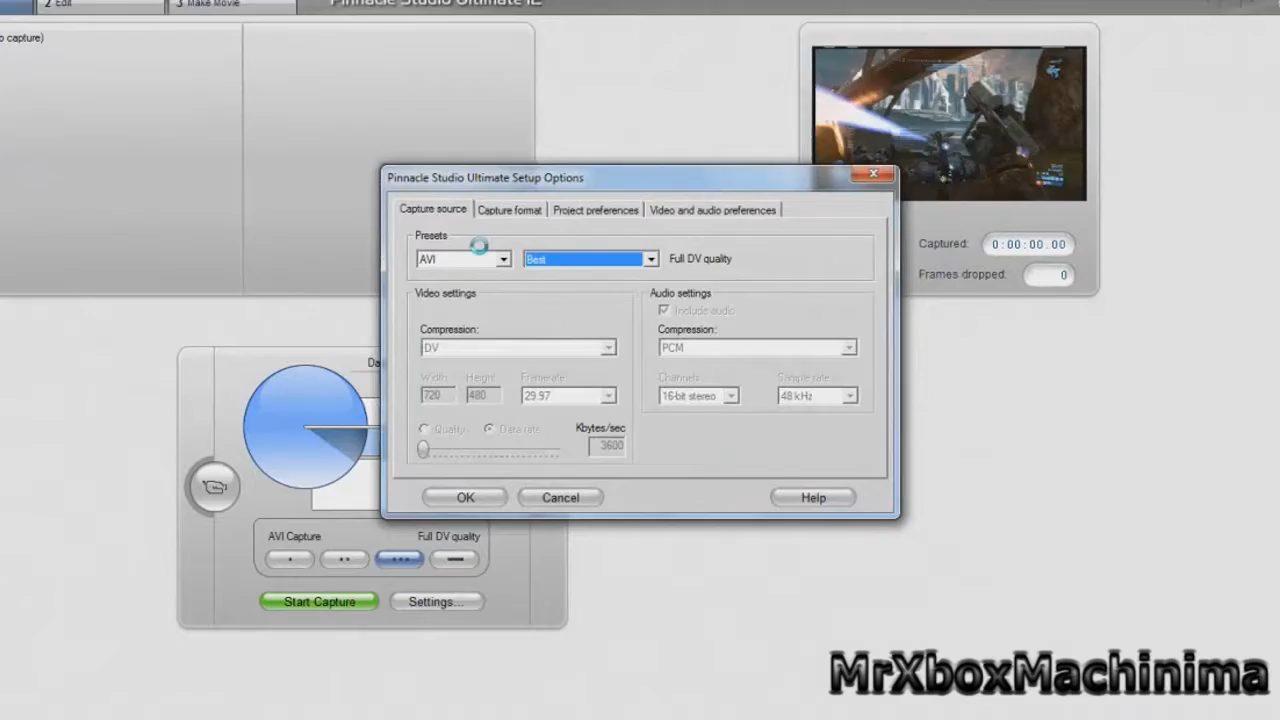 2 Edit
3 Make Movie
Pinnacle Studio Ultimate 12
o capture)
Pinnacle Studio Ultimate Setup Options
Capture source
Capture format
Project preferences
Video and audio preferences
Presets
AVI
Best
Full DV quality
Video settings
Audio settings
Include audio
Compression:
Compression:
DV
PCM
Width
Height
Framerate
Channels
Sample rate
720
480
29.97
16-bit stereo
48 kHz
Quality
Data rate
Kbytes/sec
3600
OK
Cancel
Help
Captured:
0:00:00.00
Frames dropped:
0
Da
AVI Capture
Full DV quality
Start Capture
Settings...
MrXboxMachinima